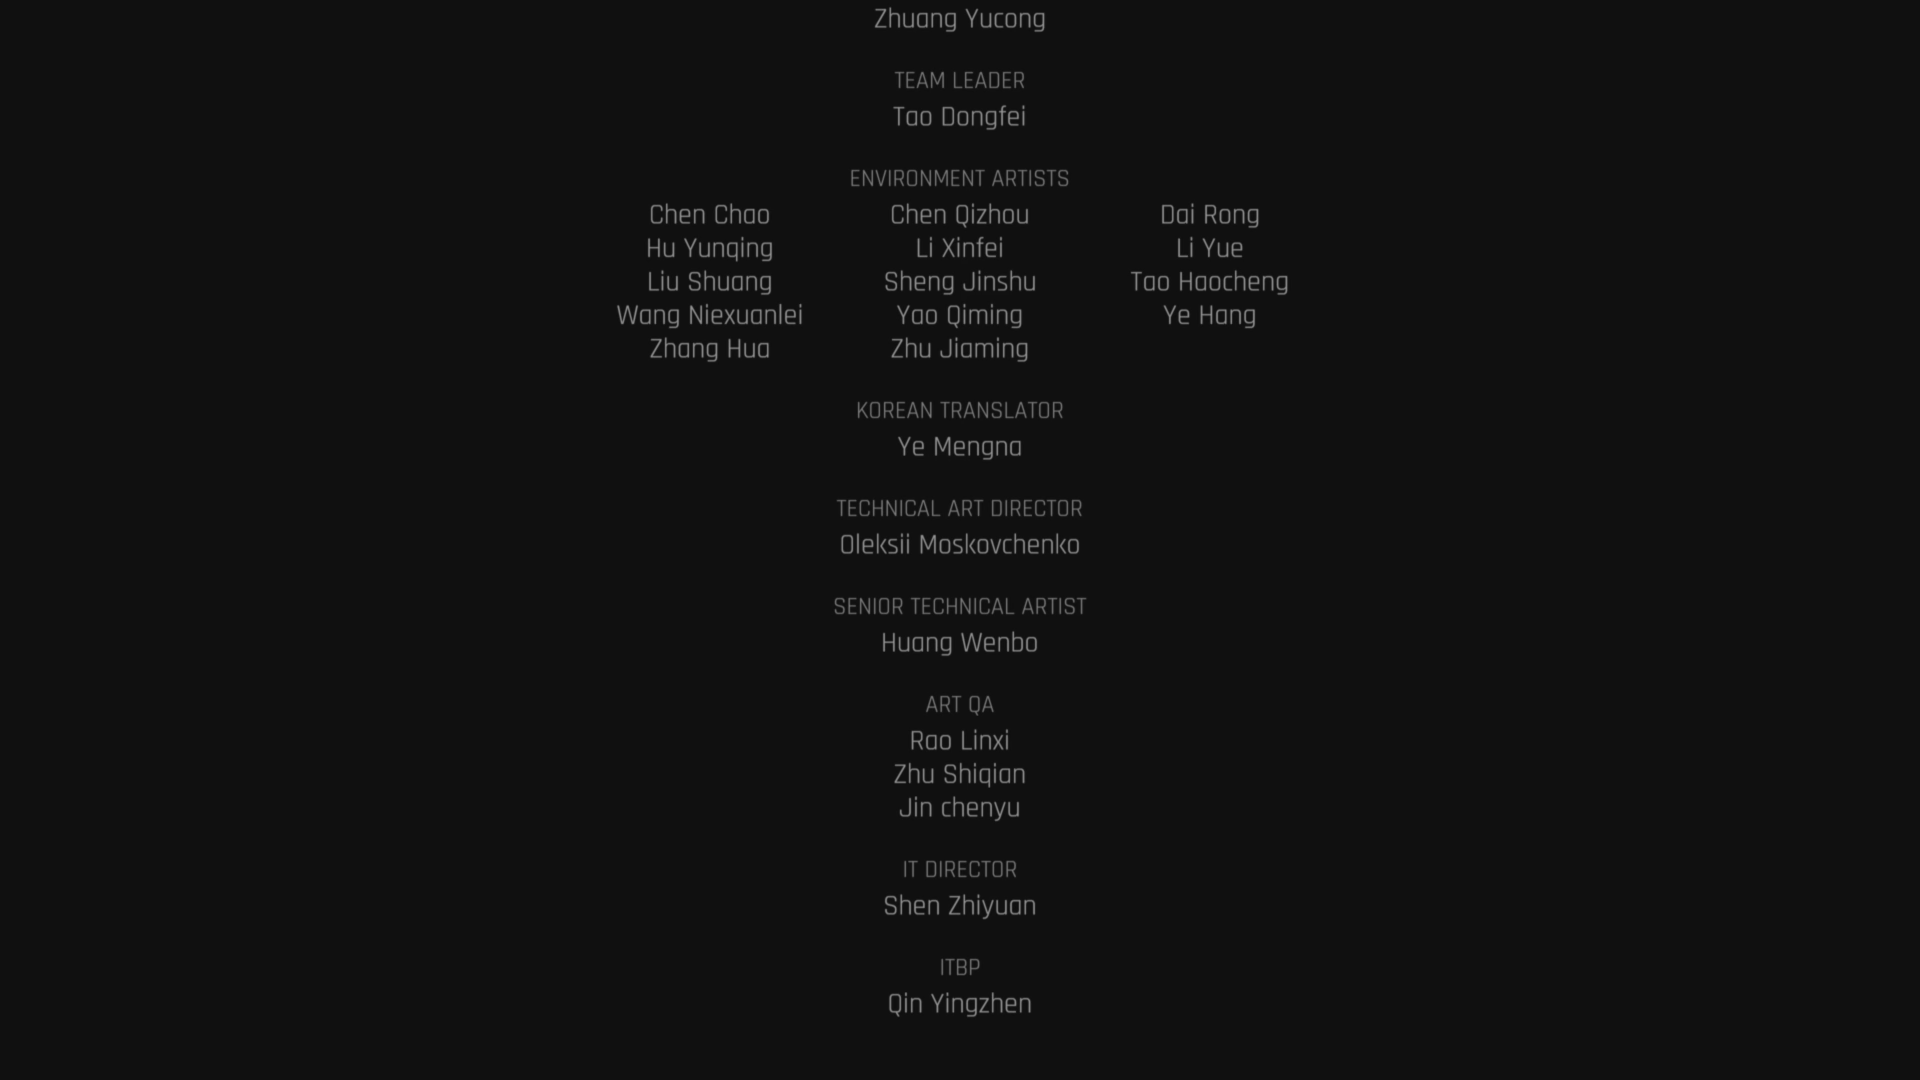 Zhuang Yucong
TEAM LEADER
Tao Dongfei
ENVIRONMENT ARTISTS
Chen Chao Chen Qizhou Dai Rong
Hu Yunqing Li Xinfei Li Yue
Liu Shuang Sheng Jinshu Tao Haocheng
Wang Niexuanlei Yao Qiming Ye Hang
Zhang Hua Zhu Jiaming
KOREAN TRANSLATOR
Ye Mengna
TECHNICAL ART DIRECTOR
Oleksii Moskovchenko
SENIOR TECHNICAL ARTIST
Huang Wenbo
ART QA
Rao Linxi
Zhu Shiqian
Jin chenyu
IT DIRECTOR
Shen Zhiyuan
ITBP
Qin Yingzhen